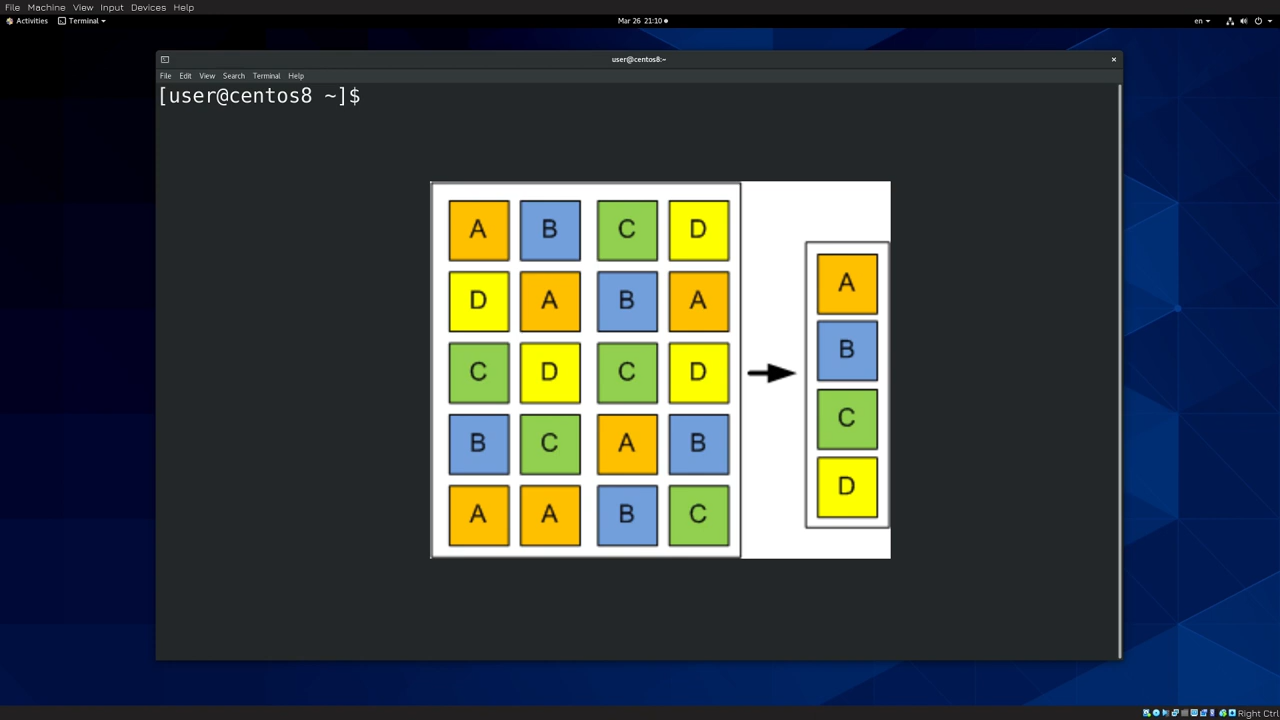 File Machine View Input Devices Help
Activities Terminal Mar 26 21:10 en
user@centos8:~
File Edit View Search Terminal Help
[user@centos8 ~]$
A B C D
D A B A
C D C D
B C A B
A A B C
A
B
C
D
Right Ctrl